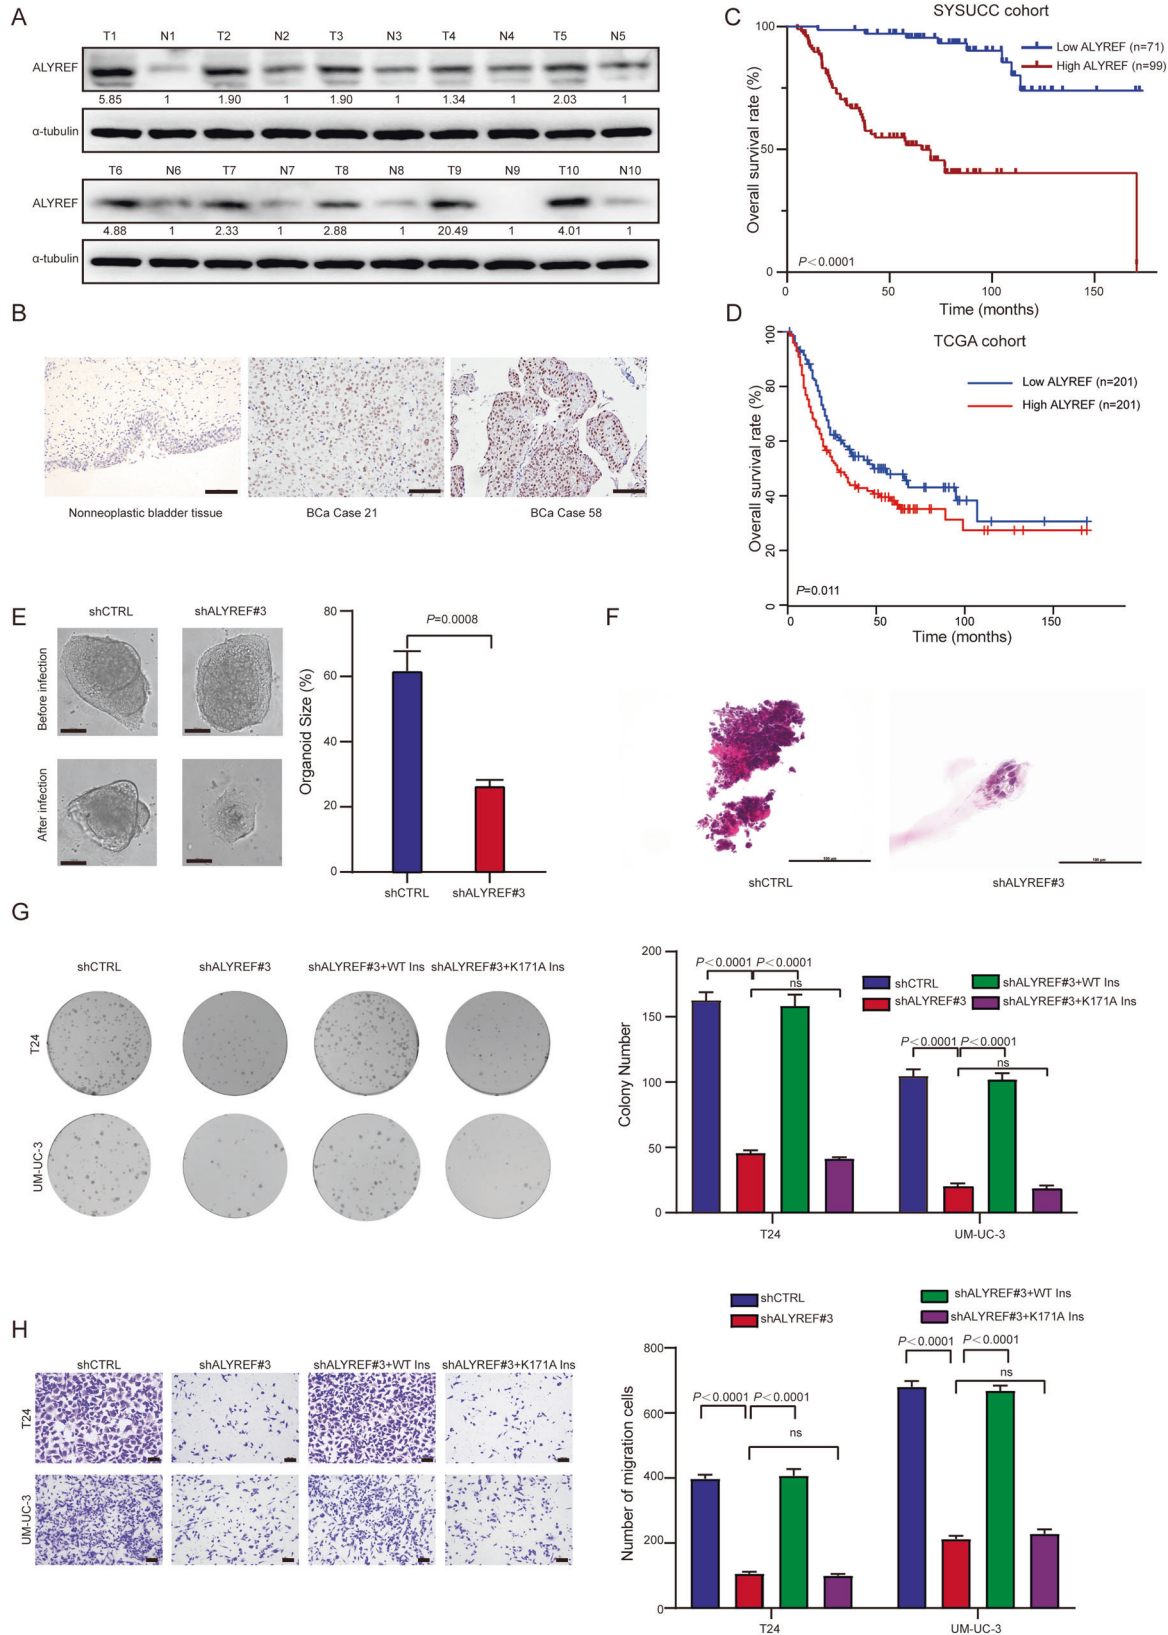 A
T1 N1 T2 N2 T3 N3 T4 N4 T5 N5
ALYREF
5.85 1 1.90 1 1.90 1 1.34 1 2.03 1
α-tubulin
T6 N6 T7 N7 T8 N8 T9 N9 T10 N10
ALYREF
4.88 1 2.33 1 2.88 1 20.49 1 4.01 1
α-tubulin
B
Nonneoplastic bladder tissue
BCa Case 21
BCa Case 58
C
SYSUCC cohort
Low ALYREF (n=71)
High ALYREF (n=99)
Overall survival rate (%)
100
50
0
P<0.0001
0 50 100 150
Time (months)
D
TCGA cohort
Low ALYREF (n=201)
High ALYREF (n=201)
Overall survival rate (%)
100
80
60
40
20
0
P=0.011
0 50 100 150
Time (months)
E
shCTRL shALYREF#3
Before infection
After infection
Organoid Size (%)
80
60
40
20
0
P=0.0008
shCTRL shALYREF#3
F
100 μm
100 μm
shCTRL
shALYREF#3
G
shCTRL shALYREF#3 shALYREF#3+WT Ins shALYREF#3+K171A Ins
T24
UM-UC-3
Colony Number
200
150
100
50
0
P<0.0001 P<0.0001
ns
P<0.0001 P<0.0001
ns
shCTRL
shALYREF#3
shALYREF#3+WT Ins
shALYREF#3+K171A Ins
T24 UM-UC-3
H
shCTRL shALYREF#3 shALYREF#3+WT Ins shALYREF#3+K171A Ins
T24
UM-UC-3
shCTRL
shALYREF#3
shALYREF#3+WT Ins
shALYREF#3+K171A Ins
Number of migration cells
800
600
400
200
0
P<0.0001 P<0.0001
ns
P<0.0001 P<0.0001
ns
T24 UM-UC-3